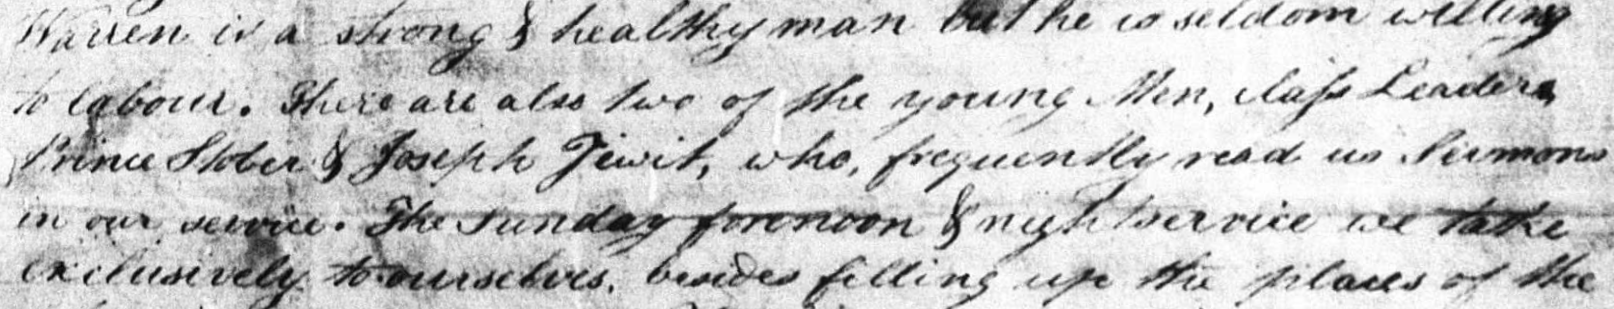 Warren is a strong & healthy man but he is seldom willing
to labour. There are also two of the young Men, class Leaders,
Prince Stober & Joseph Jewit, who, frequently read us Sermons
in our service. The Sunday forenoon & night service we take
exclusively to ourselves, besides filling up the places of the